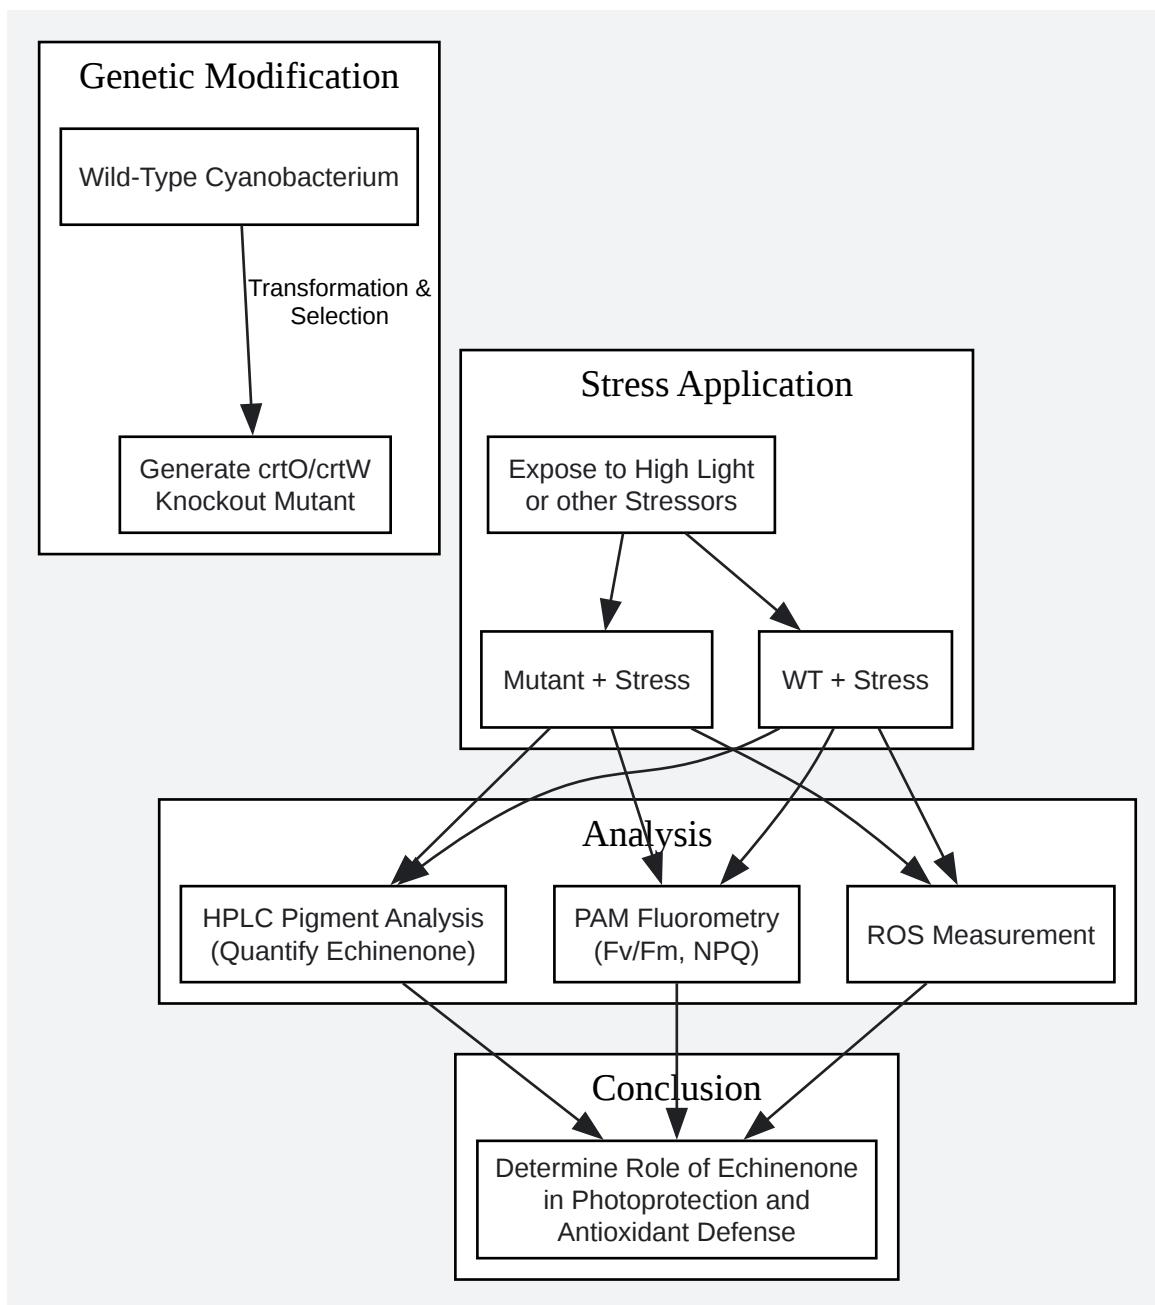 Genetic Modification
Wild-Type Cyanobacterium
Transformation &
Selection
Generate crtO/crtW
Knockout Mutant
Stress Application
Expose to High Light
or other Stressors
Mutant + Stress
WT + Stress
Analysis
HPLC Pigment Analysis
(Quantify Echinenone)
PAM Fluorometry
(Fv/Fm, NPQ)
ROS Measurement
Conclusion
Determine Role of Echinenone
in Photoprotection and
Antioxidant Defense